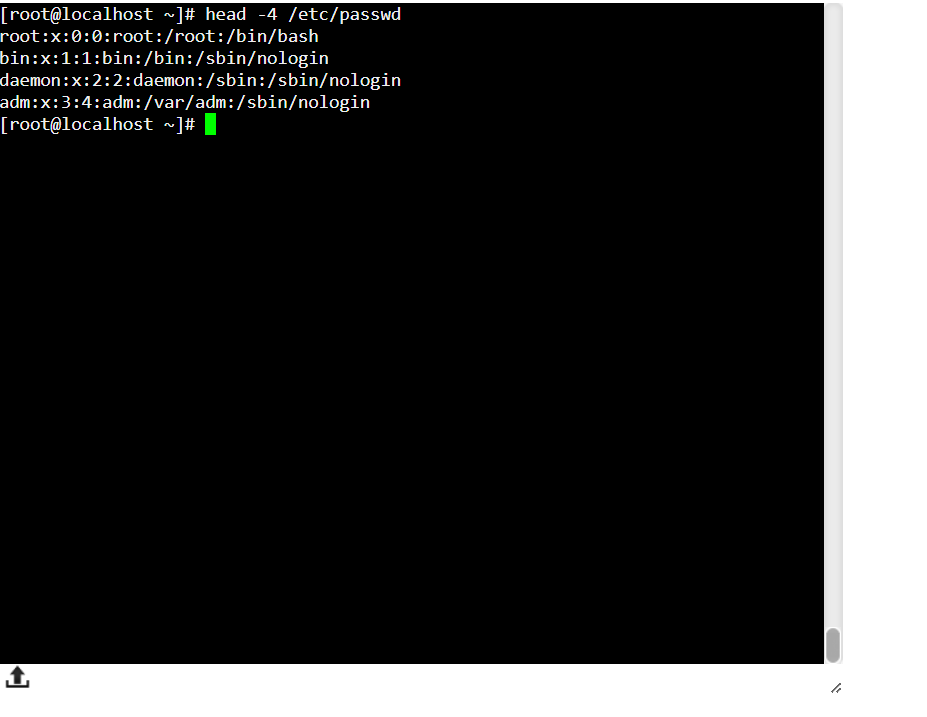 [root@localhost ~]# head -4 /etc/passwd
root:x:0:0:root:/root:/bin/bash
bin:x:1:1:bin:/bin:/sbin/nologin
daemon:x:2:2:daemon:/sbin:/sbin/nologin
adm:x:3:4:adm:/var/adm:/sbin/nologin
[root@localhost ~]#